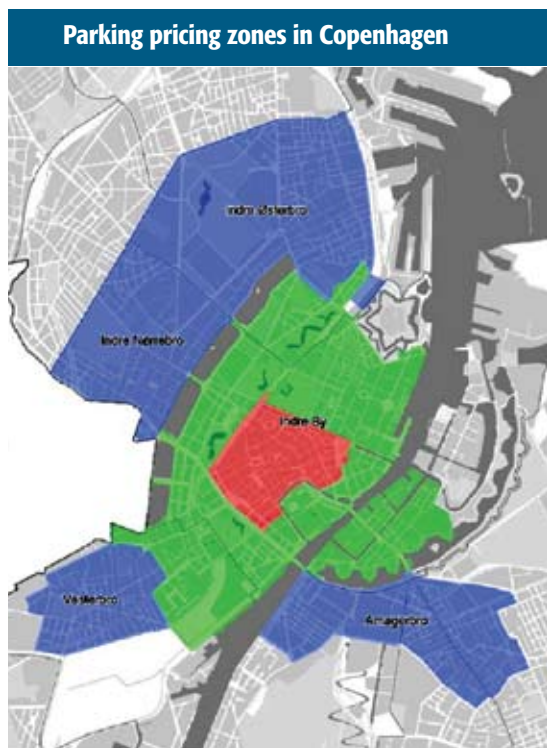 Parking pricing zones in Copenhagen
Indre Østerbro
Indre Nørrebro
Indre By
Vesterbro
Amagerbro